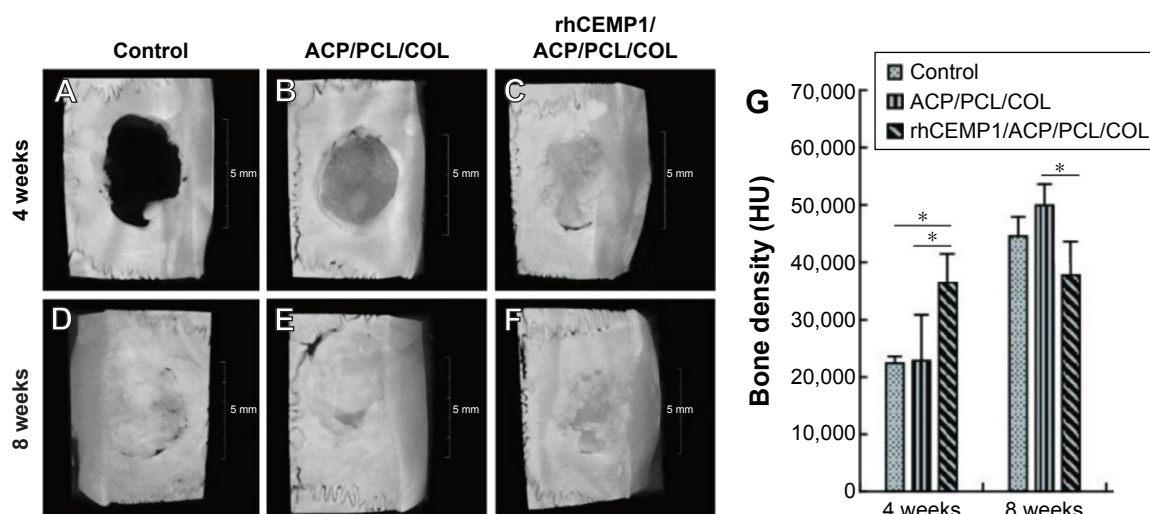 Control
ACP/PCL/COL
rhCEMP1/
ACP/PCL/COL
4 weeks
A
5 mm
B
5 mm
C
5 mm
8 weeks
D
5 mm
E
5 mm
F
5 mm
G
Control
ACP/PCL/COL
rhCEMP1/ACP/PCL/COL
Bone density (HU)
70,000
60,000
50,000
40,000
30,000
20,000
10,000
0
*
*
*
4 weeks
8 weeks